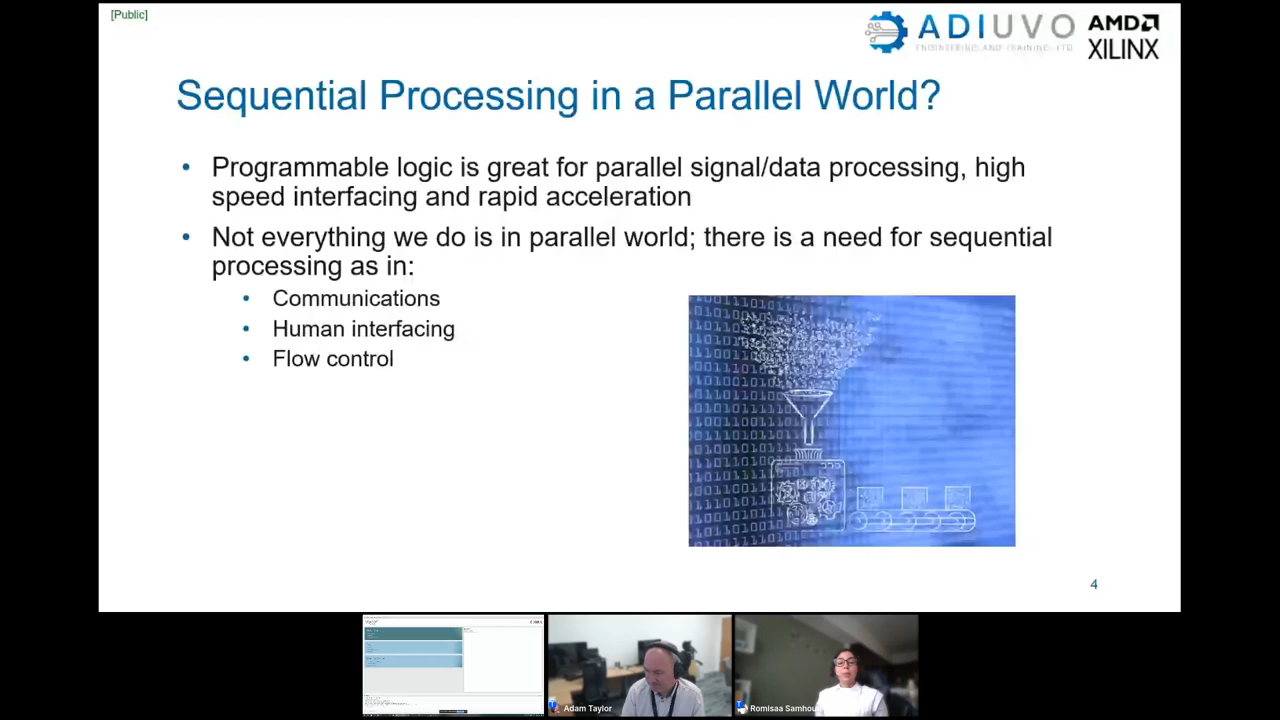 [Public]
ADIUVO
ENGINEERING AND TRAINING LTD
AMD
XILINX
Sequential Processing in a Parallel World?
• Programmable logic is great for parallel signal/data processing, high
speed interfacing and rapid acceleration
• Not everything we do is in parallel world; there is a need for sequential
processing as in:
• Communications
• Human interfacing
• Flow control
4
Adam Taylor
Romisaa Samhou